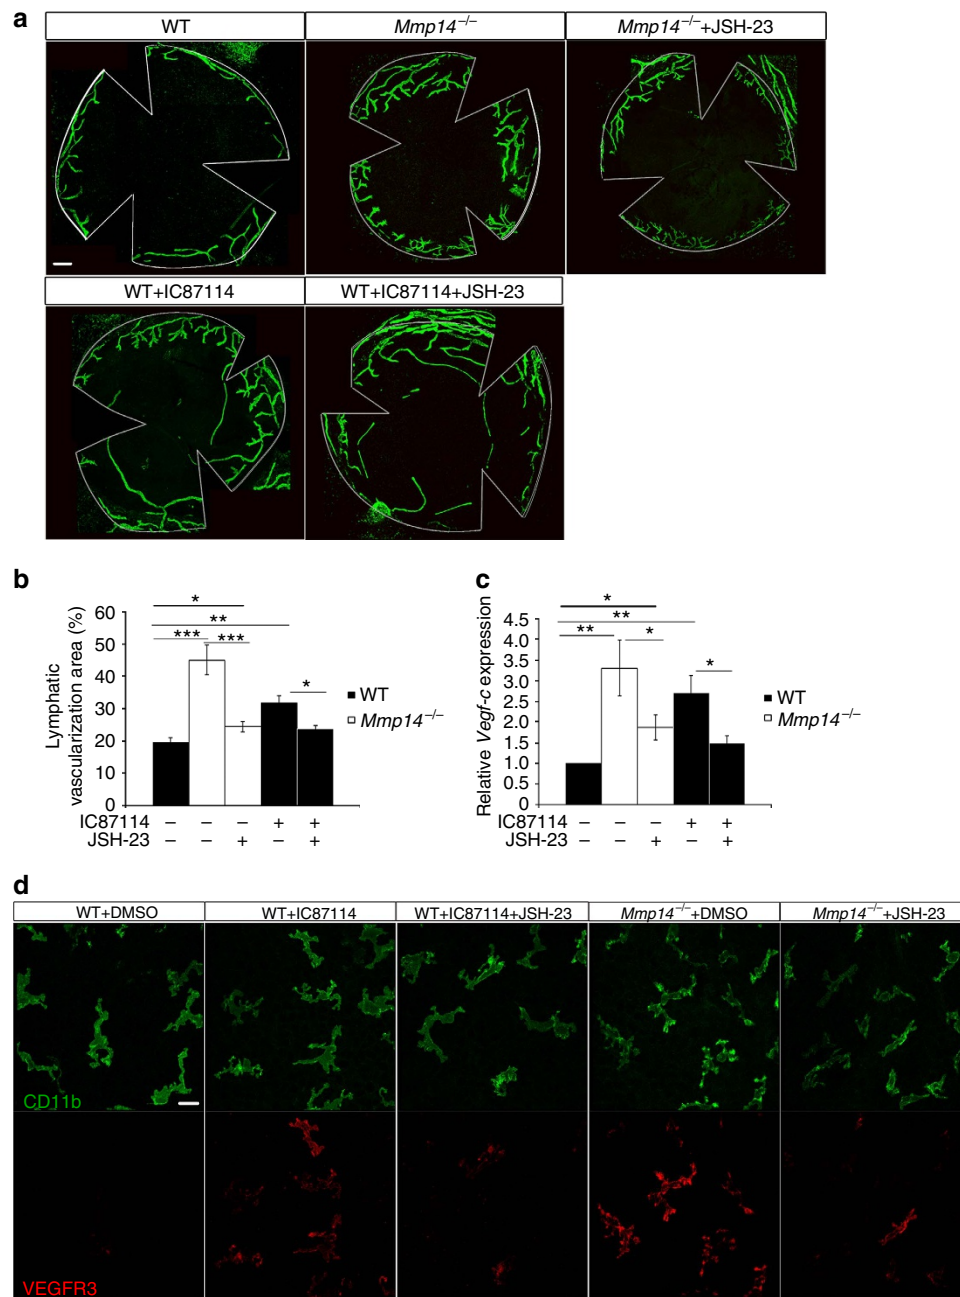 a
WT
Mmp14−/−
Mmp14−/−+JSH-23
WT+IC87114
WT+IC87114+JSH-23
b
Lymphatic
vascularization area (%)
60
50
40
30
20
10
0
*
**
*** ***
*
WT
Mmp14−/−
IC87114 − − − + +
JSH-23 − − + − +
c
Relative Vegf-c expression
4.5
4.0
3.5
3.0
2.5
2.0
1.5
1.0
0.5
0
*
**
** *
*
WT
Mmp14−/−
IC87114 − − − + +
JSH-23 − − + − +
d
WT+DMSO
WT+IC87114
WT+IC87114+JSH-23
Mmp14−/−+DMSO
Mmp14−/−+JSH-23
CD11b
VEGFR3